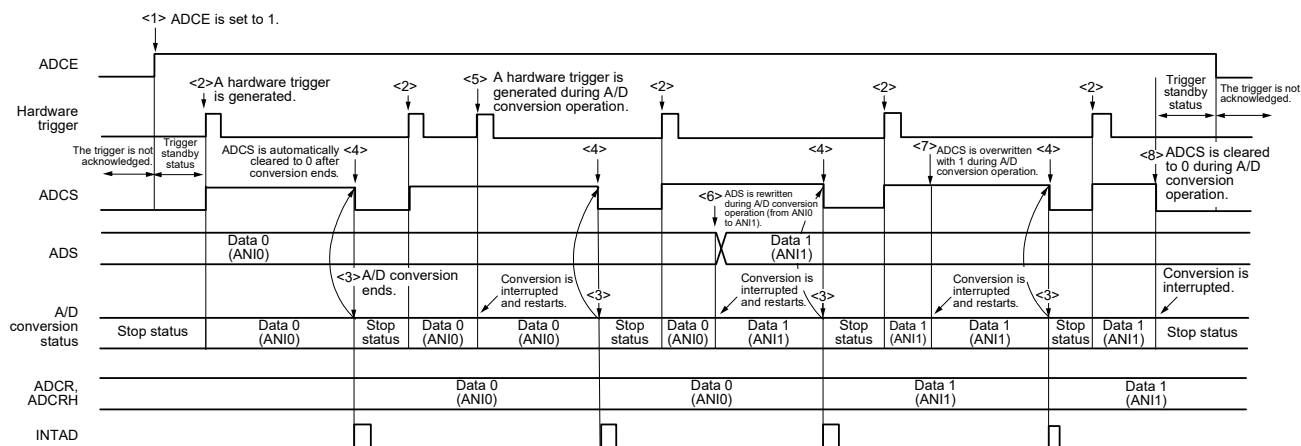 <1> ADCE is set to 1.
ADCE
<2> A hardware trigger
is generated.
<2>
<5> A hardware trigger is
generated during A/D
conversion operation.
<2>
<2>
<2>
Trigger
standby
status
The trigger is not
acknowledged.
Hardware
trigger
The trigger is not
acknowledged.
Trigger
standby
status
ADCS is automatically
cleared to 0 after
conversion ends.
<4>
<4>
<4>
<7> ADCS is overwritten
with 1 during A/D
conversion operation.
<4>
<8> ADCS is cleared
to 0 during A/D
conversion
operation.
ADCS
<6> ADS is rewritten
during A/D conversion
operation (from ANI0
to ANI1).
ADS
Data 0
(ANI0)
Data 1
(ANI1)
<3> A/D conversion
ends.
Conversion is
interrupted
and restarts.
<3>
Conversion is
interrupted
and restarts.
<3>
Conversion is
interrupted
and restarts.
<3>
Conversion is
interrupted.
A/D
conversion
status
Stop status
Data 0
(ANI0)
Stop
status
Data 0
(ANI0)
Data 0
(ANI0)
Stop
status
Data 0
(ANI0)
Data 1
(ANI1)
Stop
status
Data 1
(ANI1)
Data 1
(ANI1)
Stop
status
Data 1
(ANI1)
Stop status
ADCR,
ADCRH
Data 0
(ANI0)
Data 0
(ANI0)
Data 1
(ANI1)
Data 1
(ANI1)
INTAD